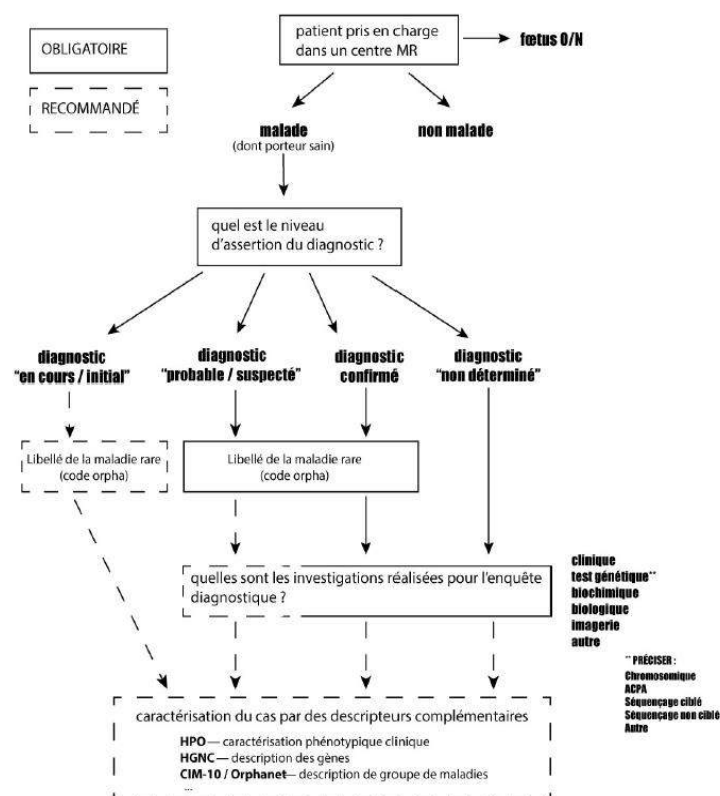 OBLIGATOIRE
RECOMMANDÉ
patient pris en charge
dans un centre MR
fœtus O/N
malade
(dont porteur sain)
non malade
quel est le niveau
d'assertion du diagnostic ?
diagnostic
"en cours / initial"
diagnostic
"probable / suspecté"
diagnostic
confirmé
diagnostic
"non déterminé"
Libellé de la maladie rare
(code orpha)
Libellé de la maladie rare
(code orpha)
quelles sont les investigations réalisées pour l'enquête
diagnostique ?
clinique
test génétique**
biochimique
biologique
imagerie
autre
** PRÉCISER :
Chromosomique
ACPA
Séquençage ciblé
Séquençage non ciblé
Autre
caractérisation du cas par des descripteurs complémentaires
HPO — caractérisation phénotypique clinique
HGNC — description des gènes
CIM-10 / Orphanet — description de groupe de maladies
...